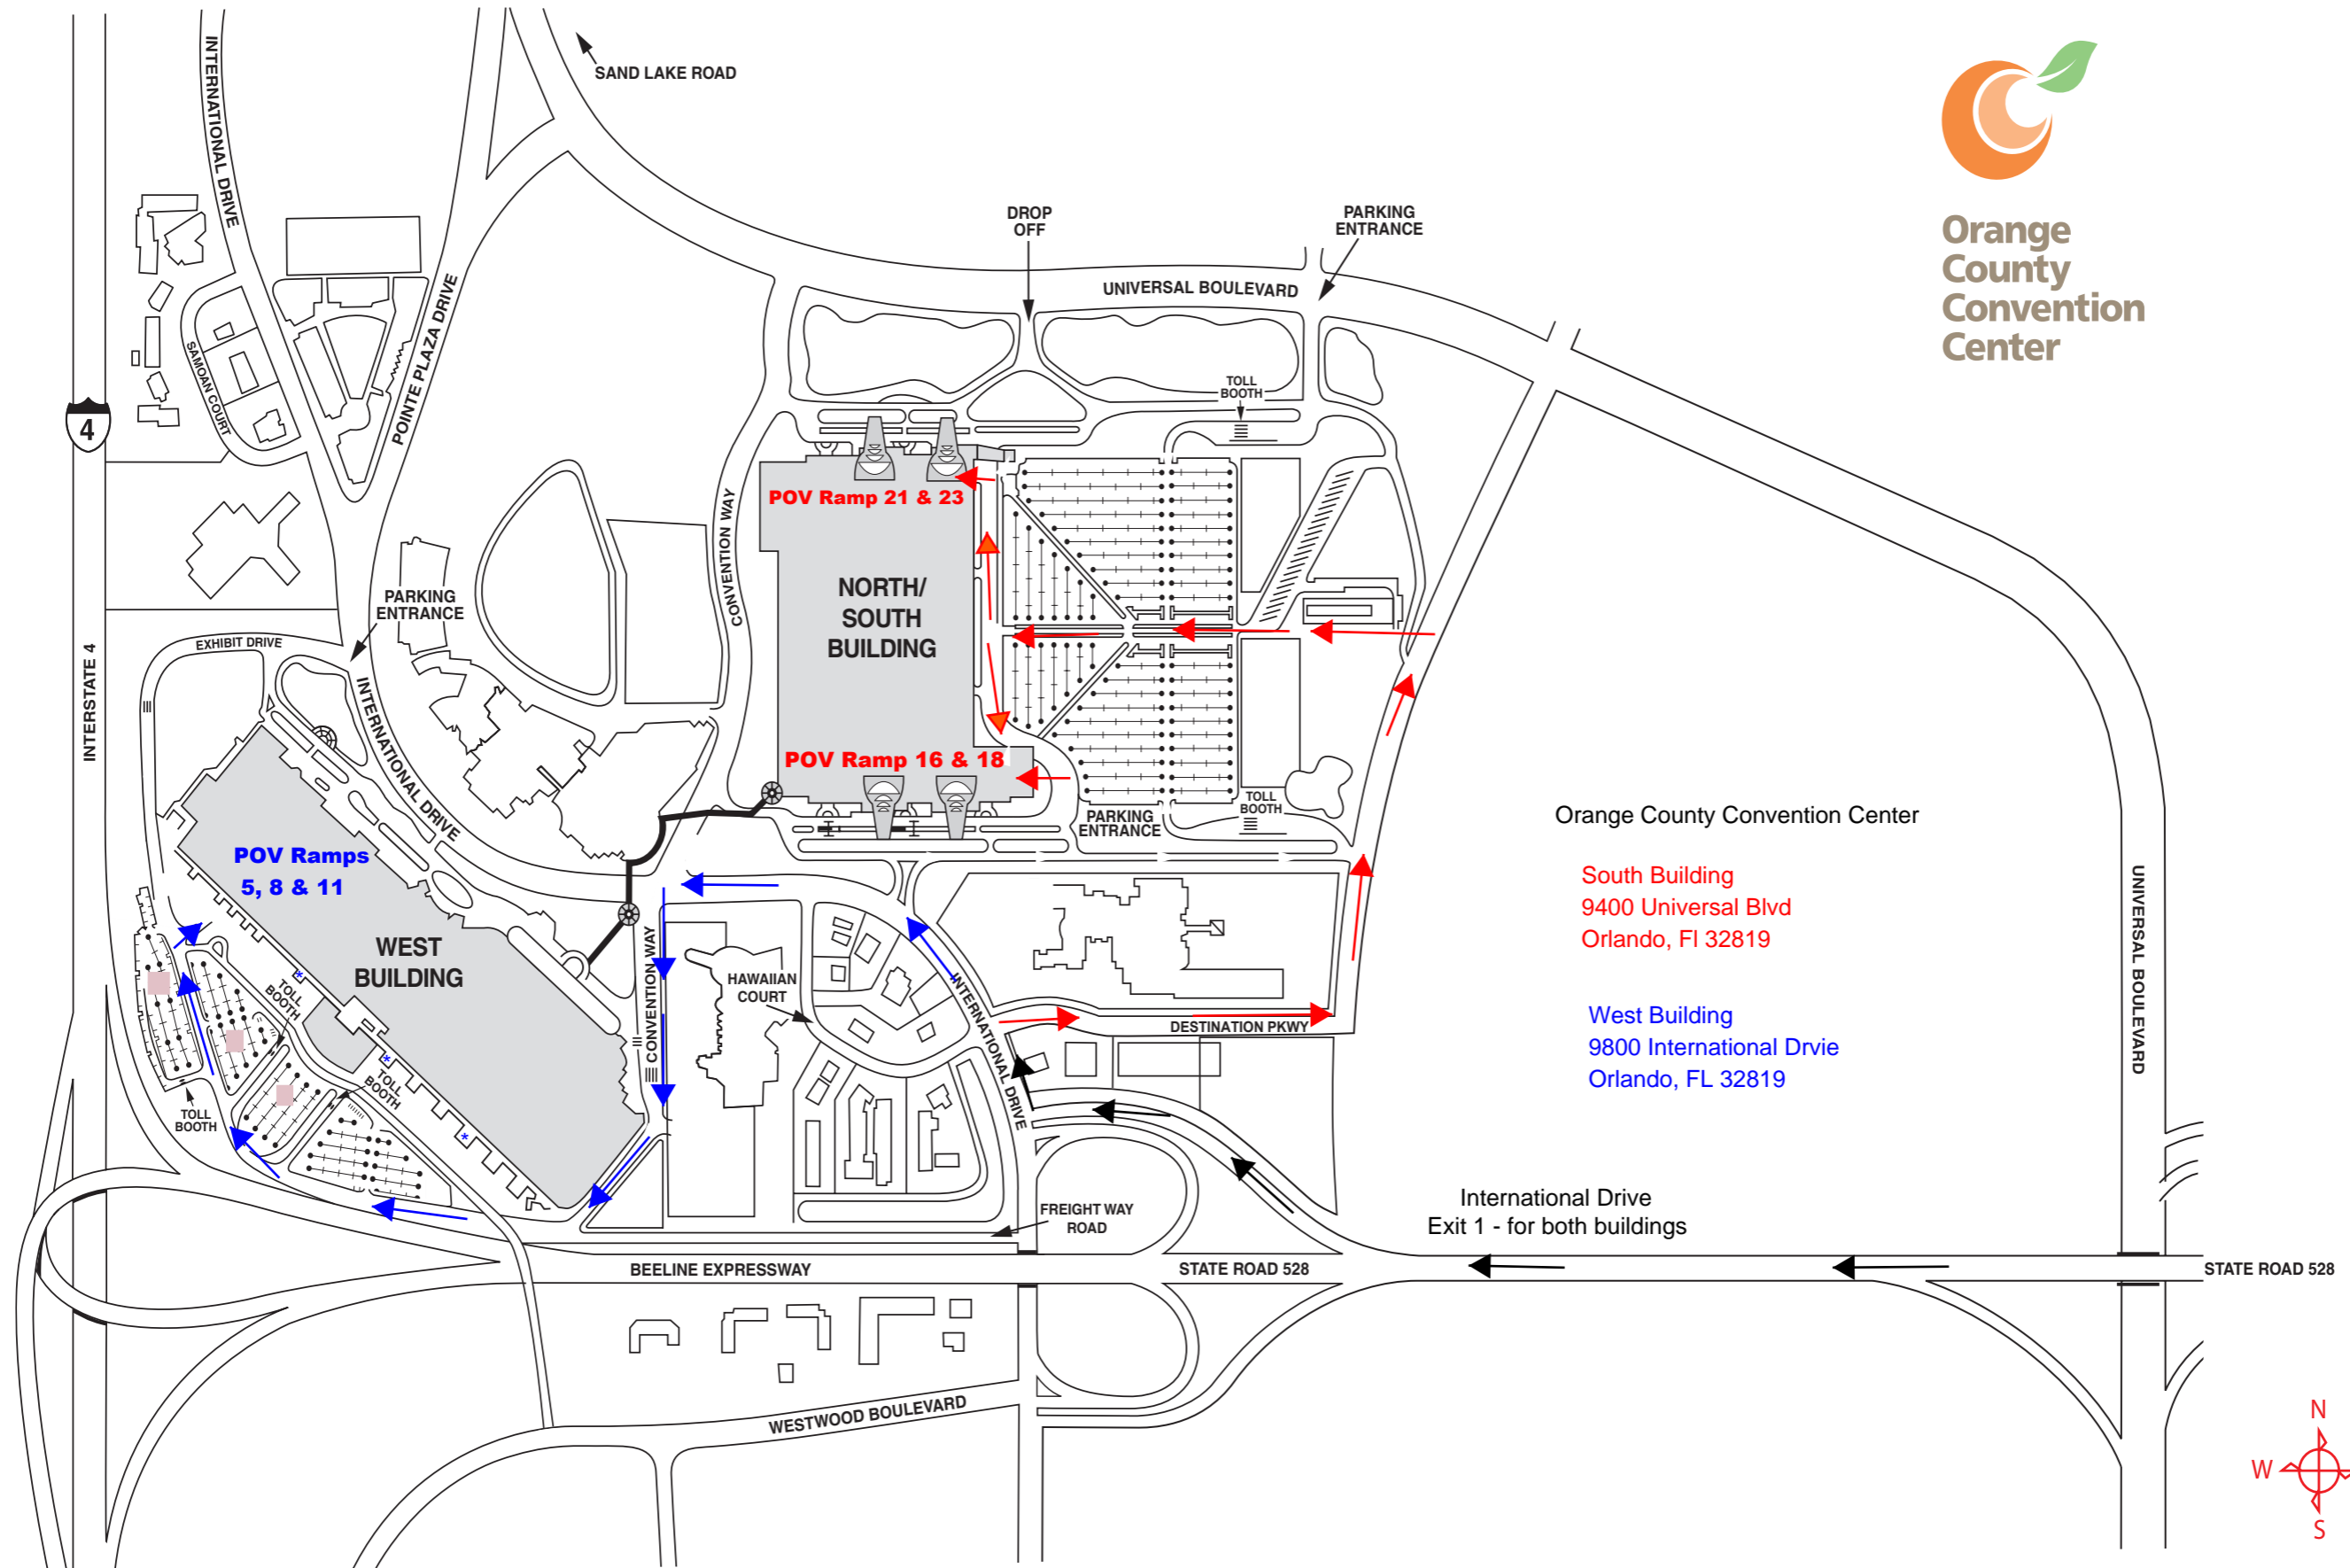 SAND LAKE ROAD
INTERNATIONAL DRIVE
Orange
County
Convention
Center
DROP
OFF
PARKING
ENTRANCE
UNIVERSAL BOULEVARD
POINTE PLAZA DRIVE
SAMOAN COURT
TOLL
BOOTH
4
POV Ramp 21 & 23
CONVENTION WAY
NORTH/
SOUTH
BUILDING
PARKING
ENTRANCE
EXHIBIT DRIVE
INTERSTATE 4
INTERNATIONAL DRIVE
POV Ramp 16 & 18
TOLL
BOOTH
PARKING
ENTRANCE
Orange County Convention Center
POV Ramps
5, 8 & 11
South Building
9400 Universal Blvd
Orlando, Fl 32819
UNIVERSAL BOULEVARD
WEST
BUILDING
CONVENTION WAY
HAWAIIAN
COURT
INTERNATIONAL DRIVE
TOLL
BOOTH
DESTINATION PKWY
West Building
9800 International Drvie
Orlando, FL 32819
TOLL
BOOTH
TOLL
BOOTH
International Drive
Exit 1 - for both buildings
FREIGHT WAY
ROAD
BEELINE EXPRESSWAY
STATE ROAD 528
STATE ROAD 528
WESTWOOD BOULEVARD
N
W
S